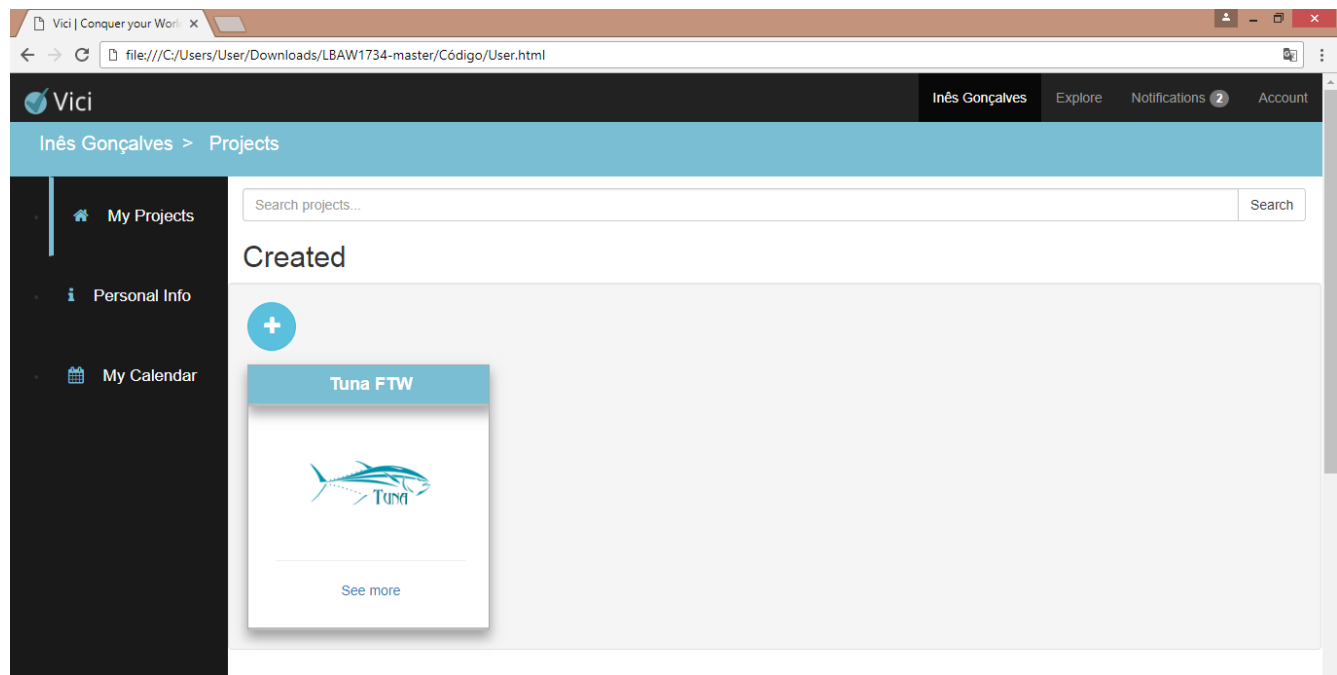 Vici | Conquer your Work
file:///C:/Users/User/Downloads/LBAW1734-master/Código/User.html
Vici
Inês Gonçalves Explore Notifications 2 Account
Inês Gonçalves > Projects
My Projects
Personal Info
My Calendar
Search projects... Search
Created
Tuna FTW
Tuna
See more